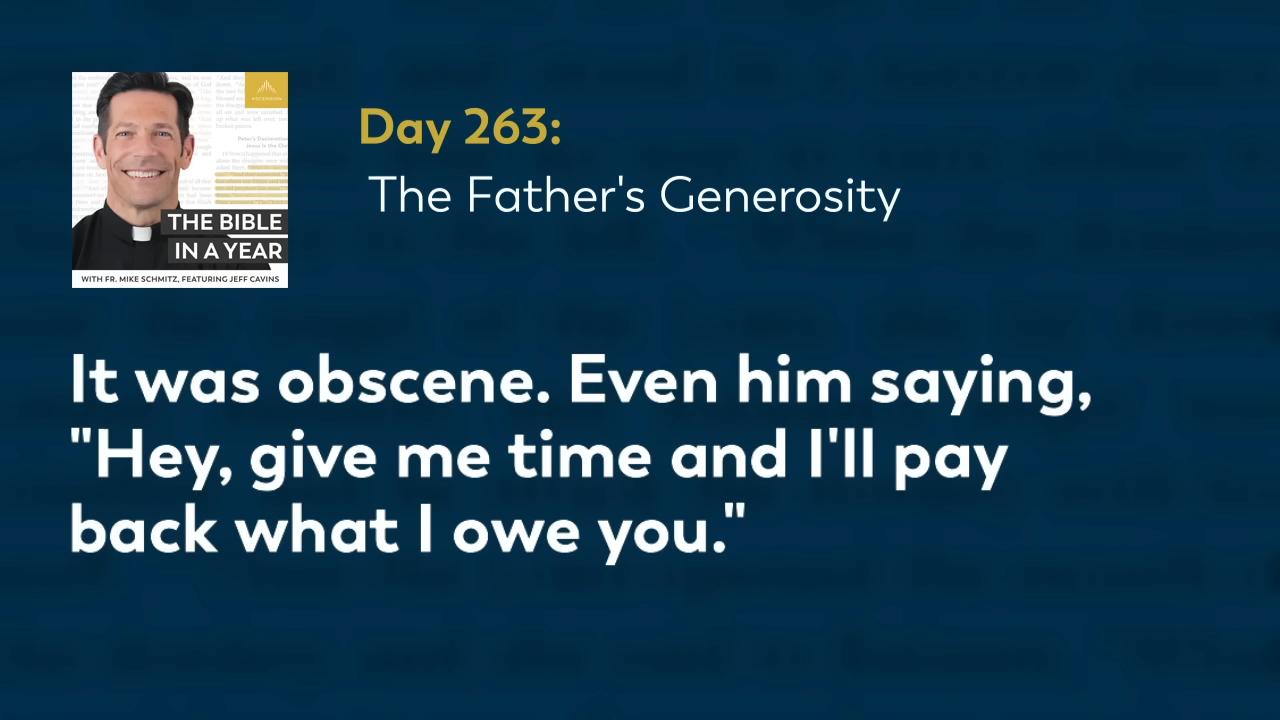 ASCENSION
Day 263:
The Father's Generosity
THE BIBLE
IN A YEAR
WITH FR. MIKE SCHMITZ, FEATURING JEFF CAVINS
It was obscene. Even him saying,
"Hey, give me time and I'll pay
back what I owe you."